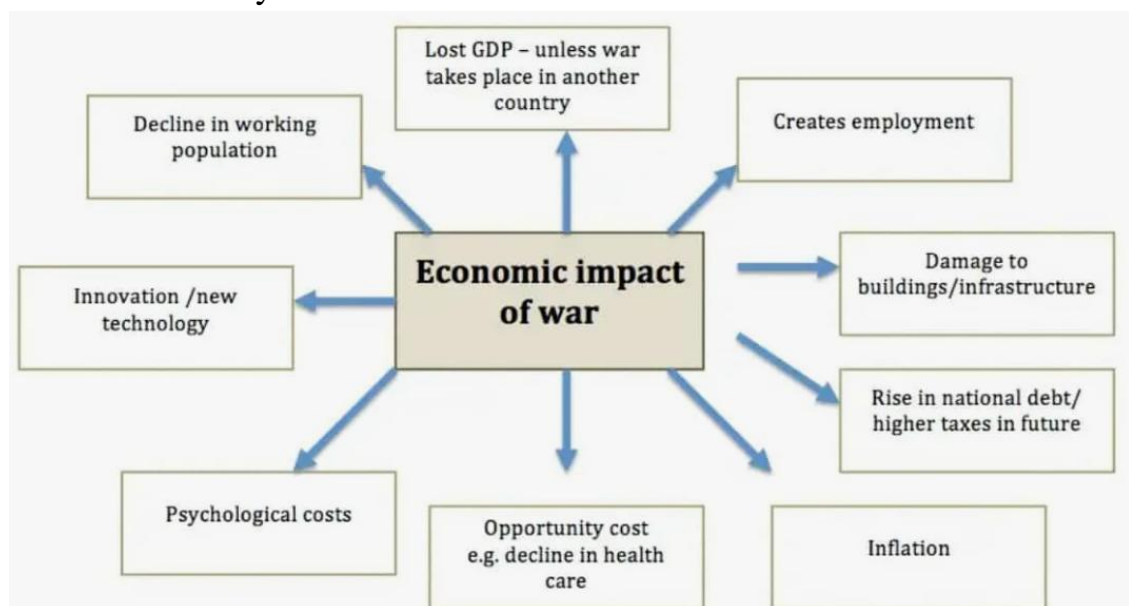 Lost GDP – unless war
takes place in another
country
Decline in working
population
Creates employment
Economic impact
of war
Damage to
buildings/infrastructure
Innovation /new
technology
Rise in national debt/
higher taxes in future
Psychological costs
Opportunity cost
e.g. decline in health
care
Inflation